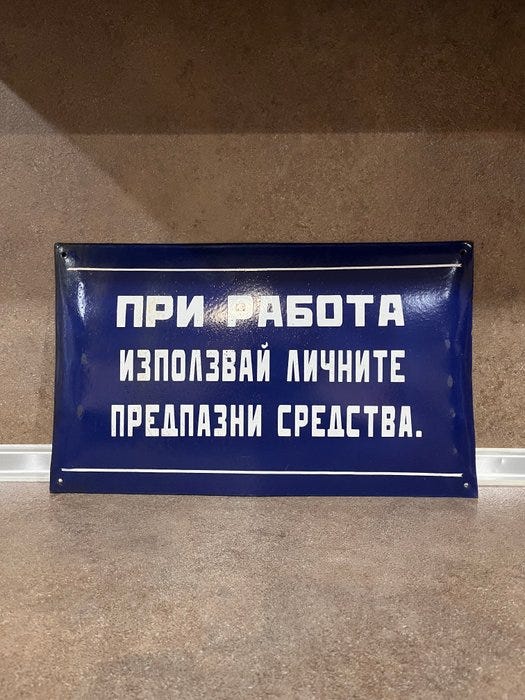 ПРИ РАБОТА
ИЗПОЛЗВАЙ ЛИЧНИТЕ
ПРЕДПАЗНИ СРЕДСТВА.